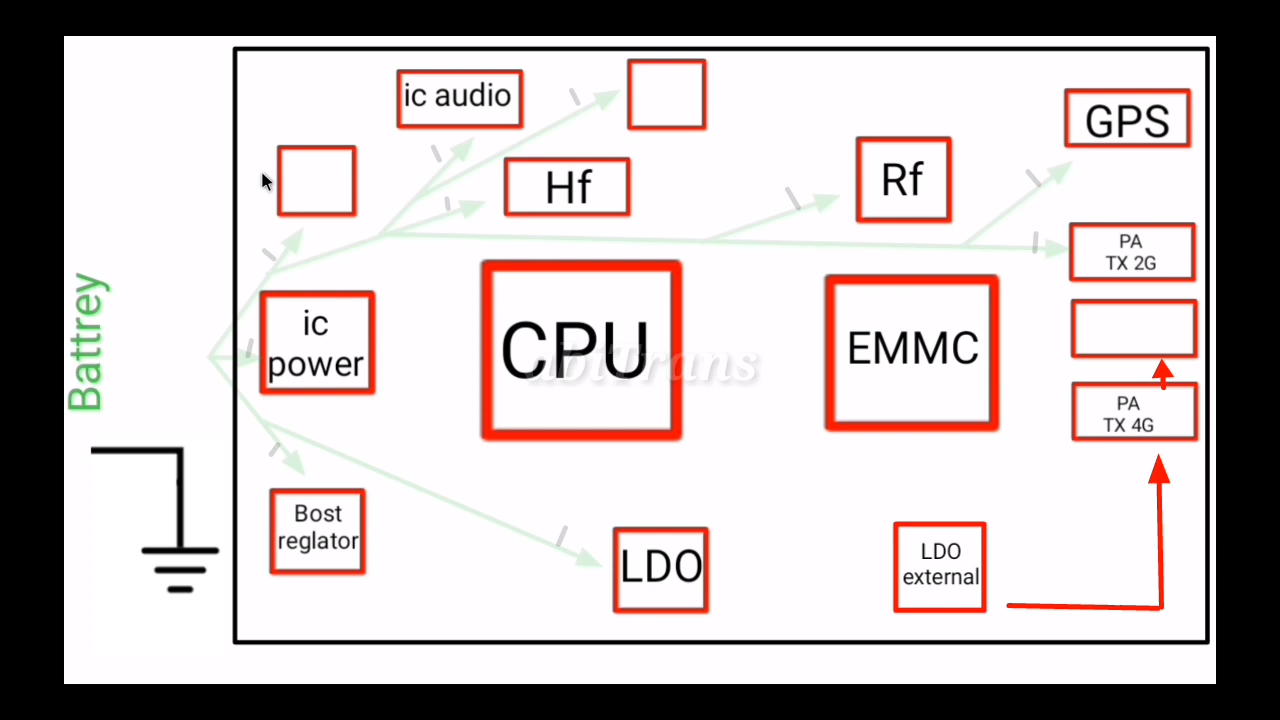 ic audio
GPS
Hf
Rf
PA
TX 2G
Battrey
ic
power
CPU
EMMC
abiTrans
PA
TX 4G
Bost
reglator
LDO
LDO
external